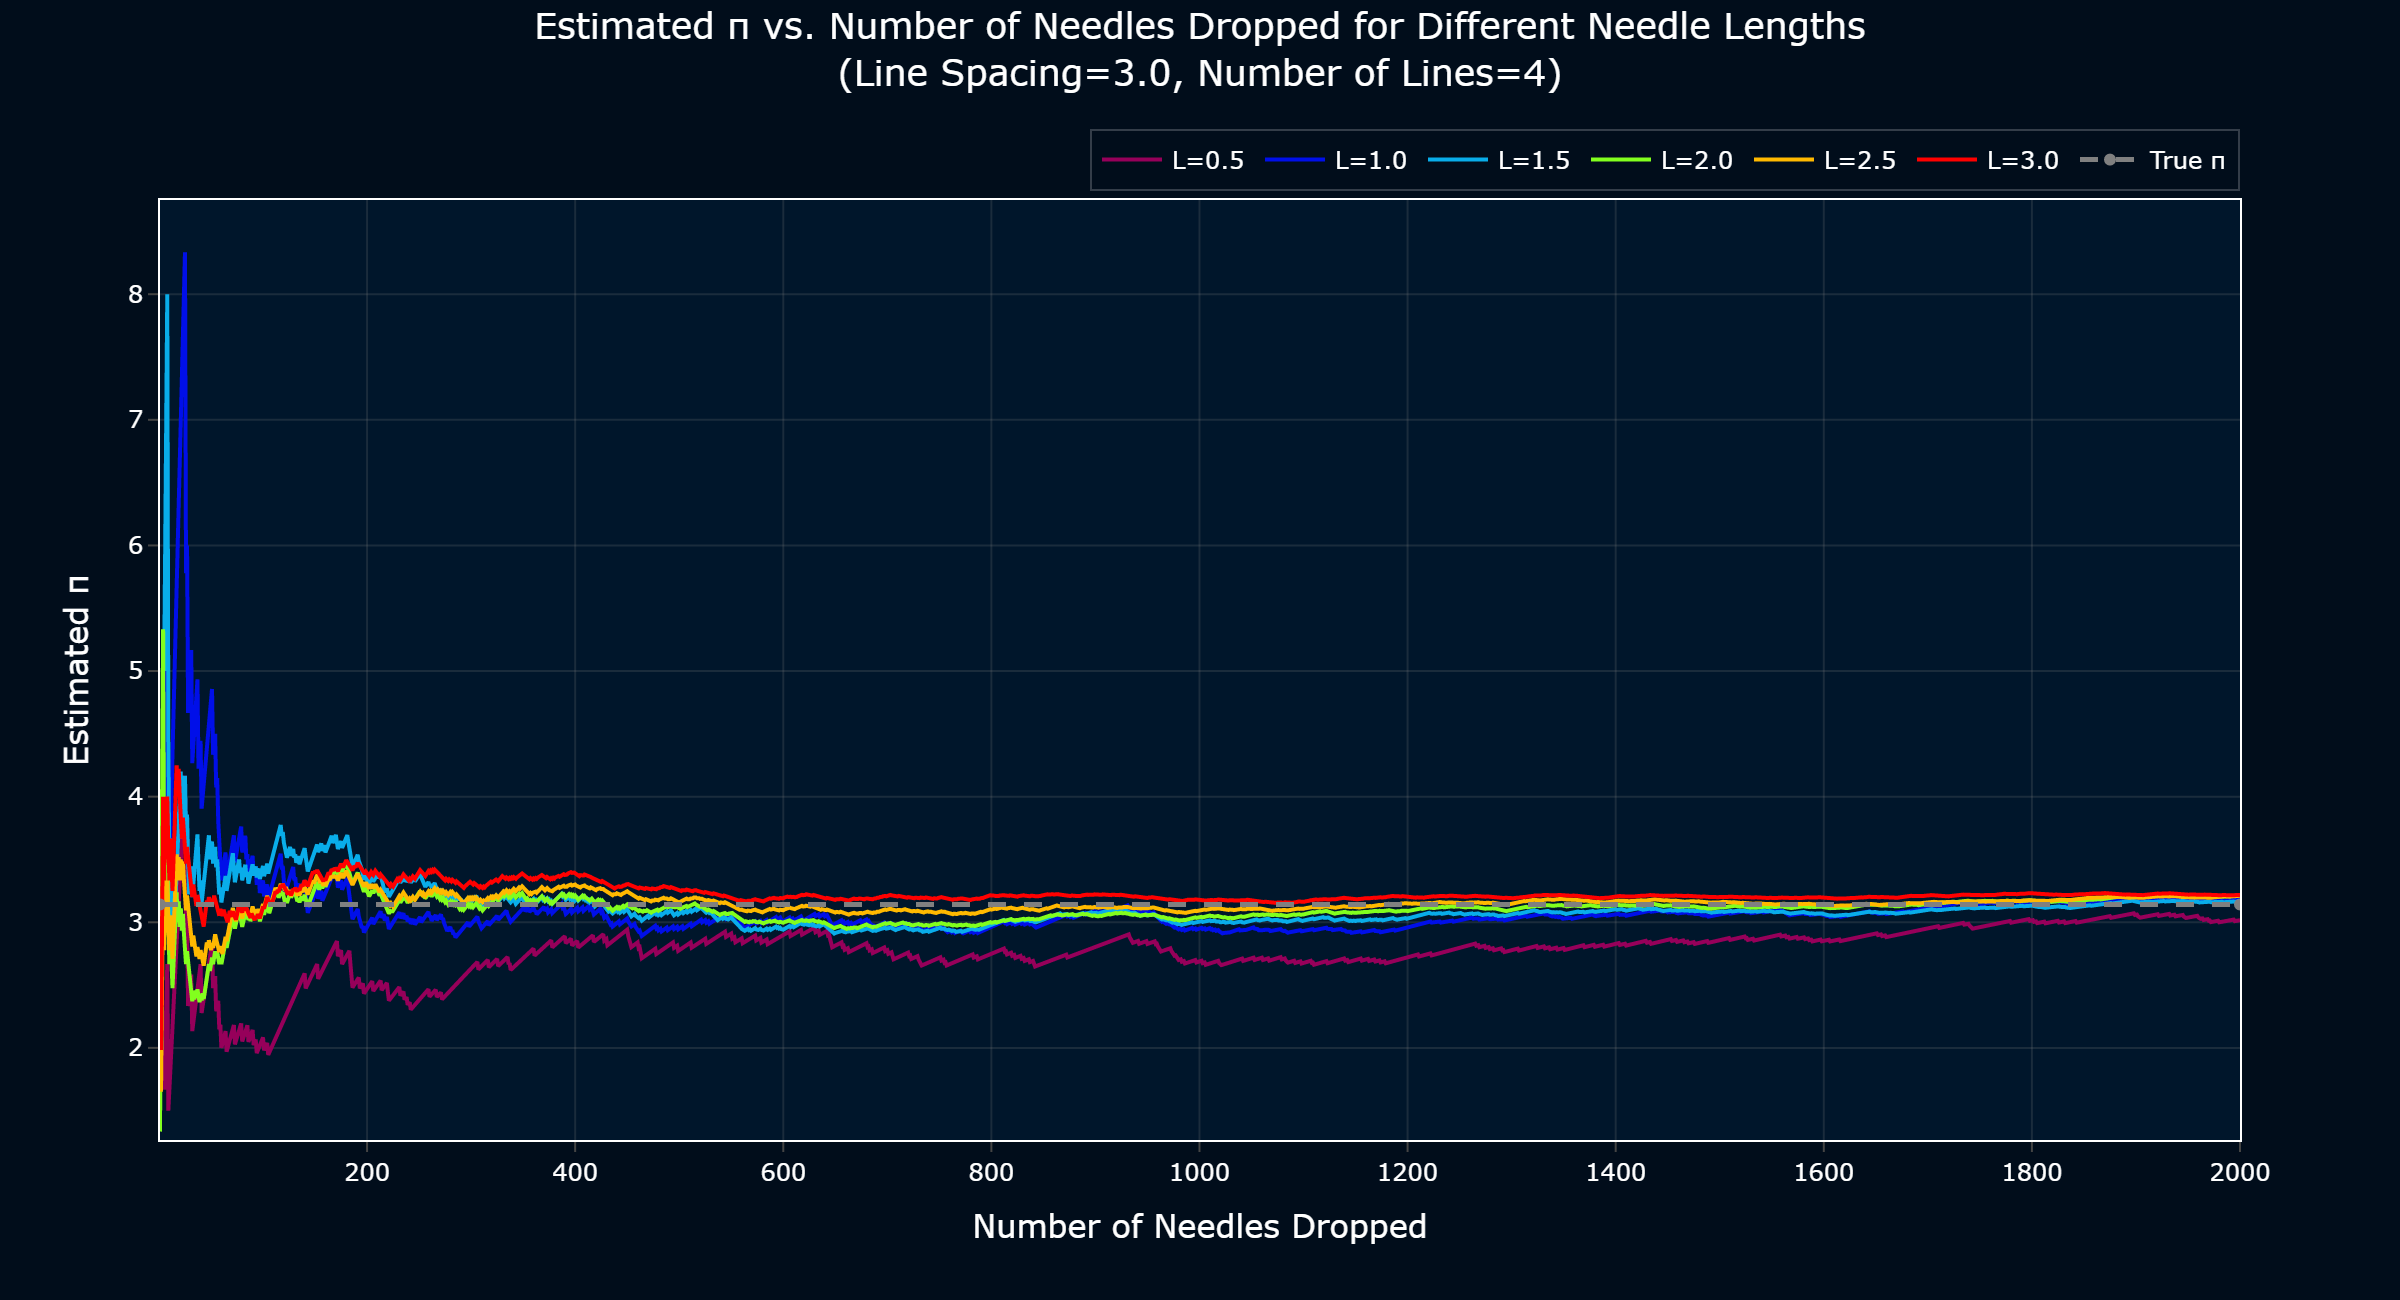 Estimated π vs. Number of Needles Dropped for Different Needle Lengths
(Line Spacing=3.0, Number of Lines=4)
L=0.5 L=1.0 L=1.5 L=2.0 L=2.5 L=3.0 True π
8
7
6
5
4
3
2
Estimated π
200 400 600 800 1000 1200 1400 1600 1800 2000
Number of Needles Dropped